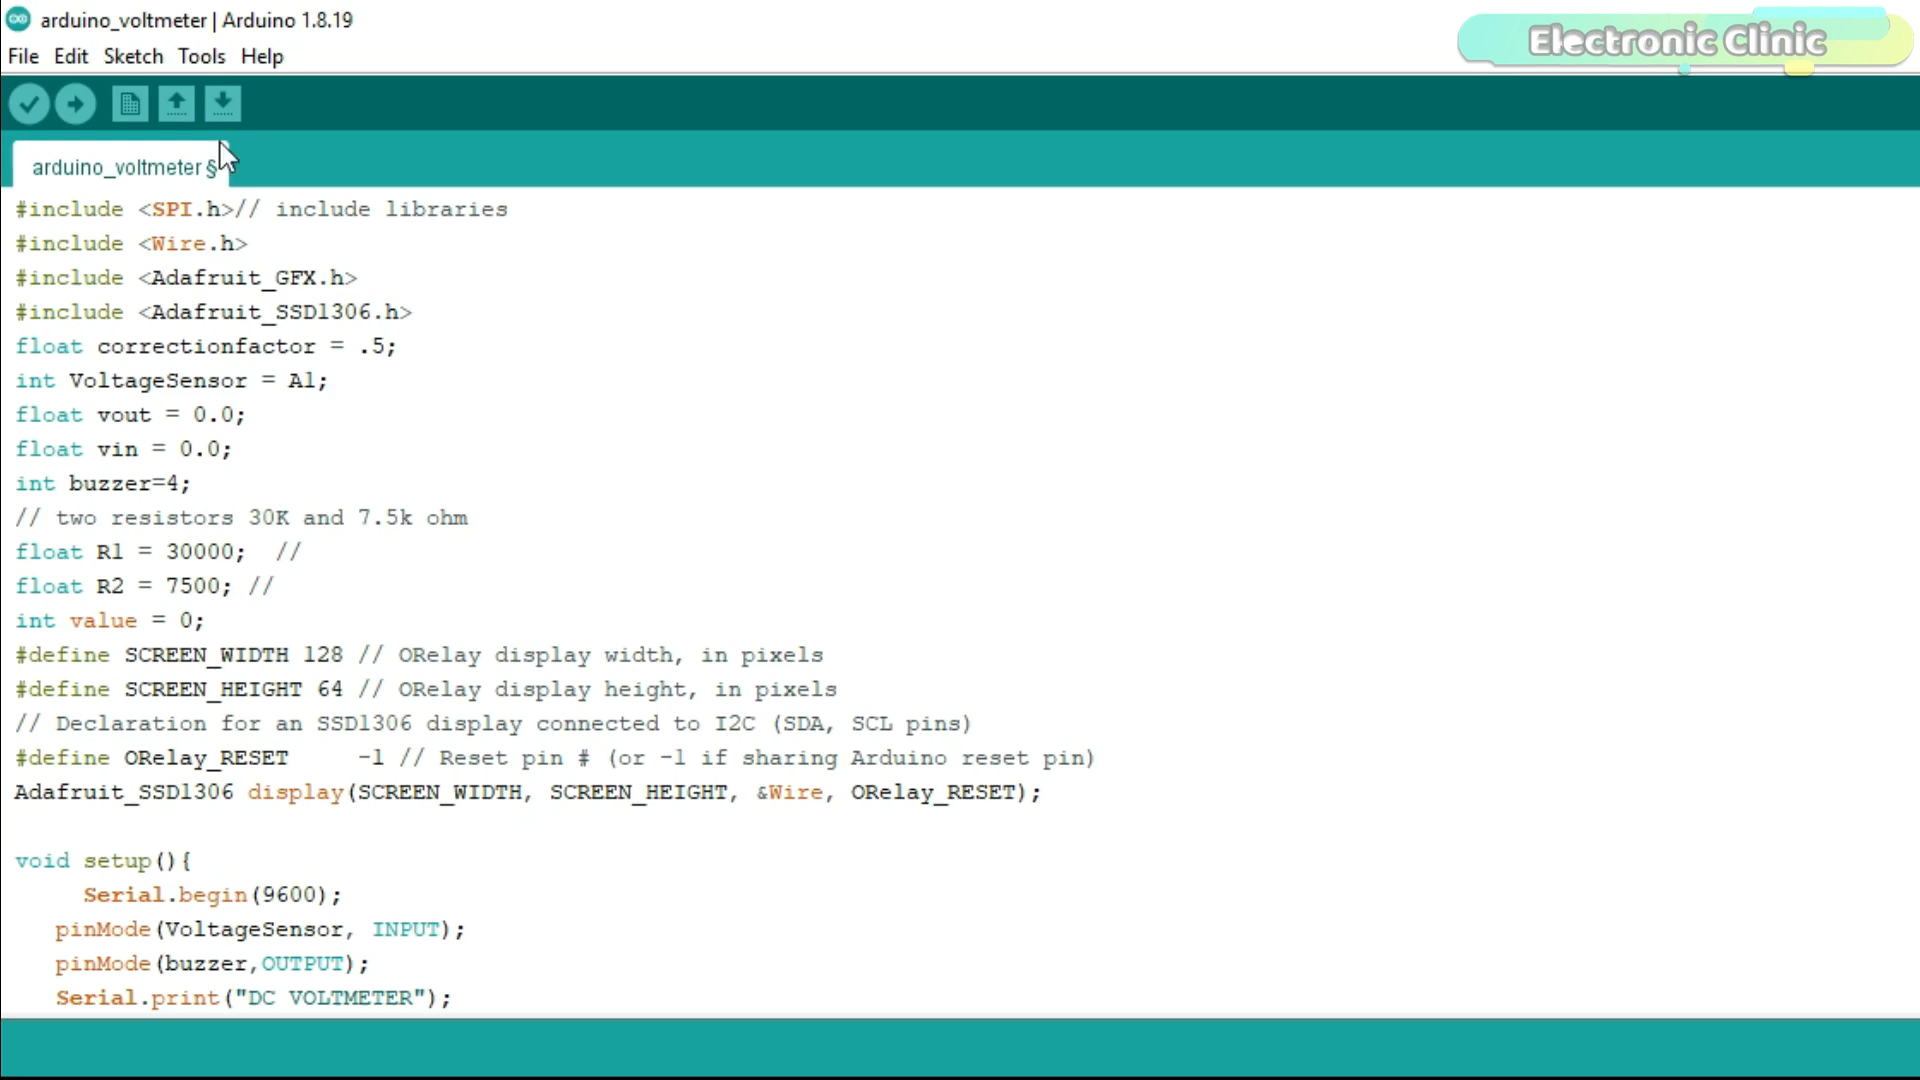 arduino_voltmeter | Arduino 1.8.19
Electronic Clinic
File Edit Sketch Tools Help
arduino_voltmeter §
#include <SPI.h>// include libraries
#include <Wire.h>
#include <Adafruit_GFX.h>
#include <Adafruit_SSD1306.h>
float correctionfactor = .5;
int VoltageSensor = A1;
float vout = 0.0;
float vin = 0.0;
int buzzer=4;
// two resistors 30K and 7.5k ohm
float R1 = 30000;  //
float R2 = 7500; //
int value = 0;
#define SCREEN_WIDTH 128 // ORelay display width, in pixels
#define SCREEN_HEIGHT 64 // ORelay display height, in pixels
// Declaration for an SSD1306 display connected to I2C (SDA, SCL pins)
#define ORelay_RESET     -1 // Reset pin # (or -1 if sharing Arduino reset pin)
Adafruit_SSD1306 display(SCREEN_WIDTH, SCREEN_HEIGHT, &Wire, ORelay_RESET);
void setup(){
Serial.begin(9600);
pinMode(VoltageSensor, INPUT);
pinMode(buzzer,OUTPUT);
Serial.print("DC VOLTMETER");